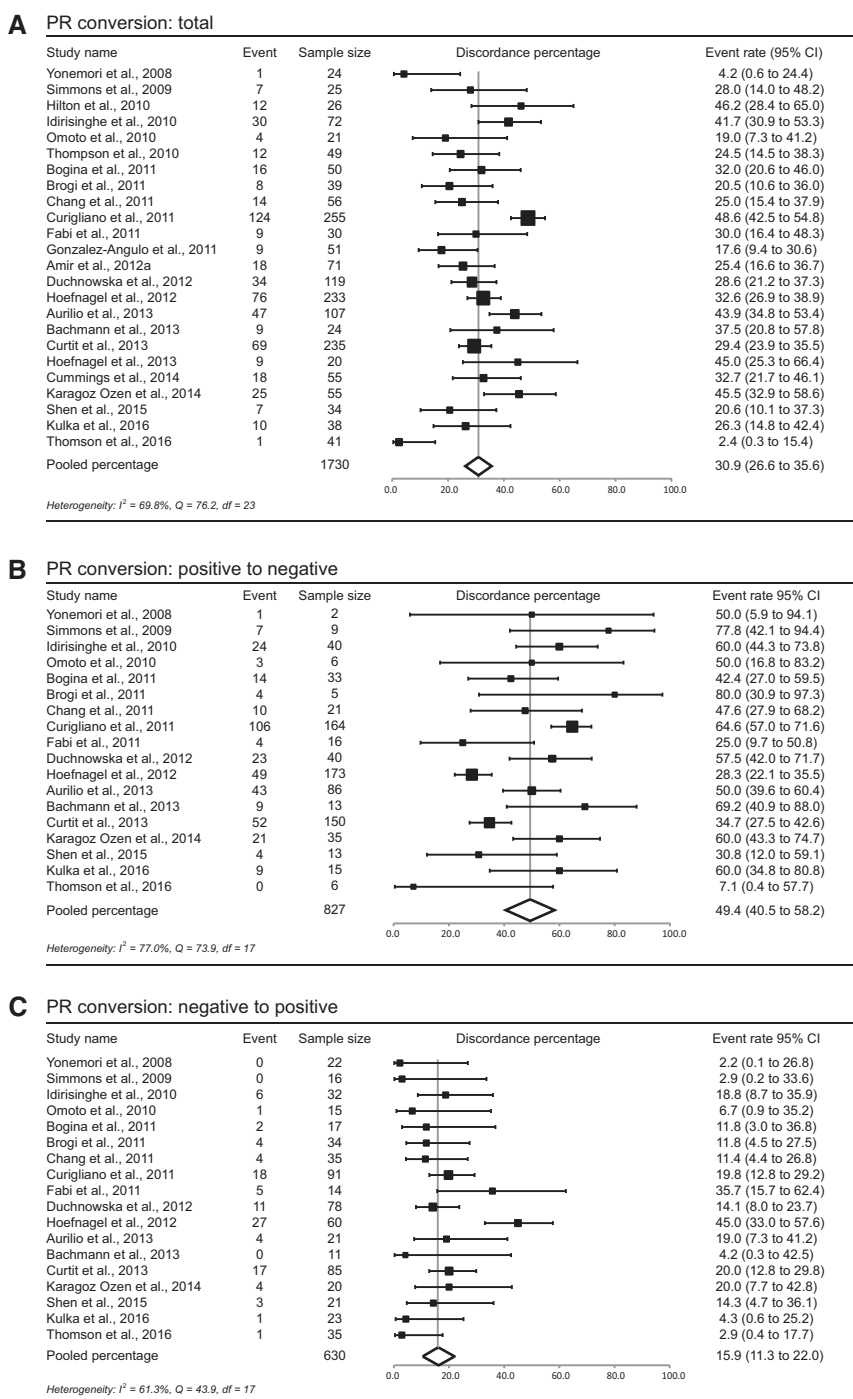 A PR conversion: total
Study name Event Sample size Discordance percentage Event rate (95% CI)
Yonemori et al., 2008 1 24 4.2 (0.6 to 24.4)
Simmons et al., 2009 7 25 28.0 (14.0 to 48.2)
Hilton et al., 2010 12 26 46.2 (28.4 to 65.0)
Idirisinghe et al., 2010 30 72 41.7 (30.9 to 53.3)
Omoto et al., 2010 4 21 19.0 (7.3 to 41.2)
Thompson et al., 2010 12 49 24.5 (14.5 to 38.3)
Bogina et al., 2011 16 50 32.0 (20.6 to 46.0)
Brogi et al., 2011 8 39 20.5 (10.6 to 36.0)
Chang et al., 2011 14 56 25.0 (15.4 to 37.9)
Curigliano et al., 2011 124 255 48.6 (42.5 to 54.8)
Fabi et al., 2011 9 30 30.0 (16.4 to 48.3)
Gonzalez-Angulo et al., 2011 9 51 17.6 (9.4 to 30.6)
Amir et al., 2012a 18 71 25.4 (16.6 to 36.7)
Duchnowska et al., 2012 34 119 28.6 (21.2 to 37.3)
Hoefnagel et al., 2012 76 233 32.6 (26.9 to 38.9)
Aurilio et al., 2013 47 107 43.9 (34.8 to 53.4)
Bachmann et al., 2013 9 24 37.5 (20.8 to 57.8)
Curtit et al., 2013 69 235 29.4 (23.9 to 35.5)
Hoefnagel et al., 2013 9 20 45.0 (25.3 to 66.4)
Cummings et al., 2014 18 55 32.7 (21.7 to 46.1)
Karagoz Ozen et al., 2014 25 55 45.5 (32.9 to 58.6)
Shen et al., 2015 7 34 20.6 (10.1 to 37.3)
Kulka et al., 2016 10 38 26.3 (14.8 to 42.4)
Thomson et al., 2016 1 41 2.4 (0.3 to 15.4)
Pooled percentage 1730 30.9 (26.6 to 35.6)
0.0 20.0 40.0 60.0 80.0 100.0
Heterogeneity: I² = 69.8%, Q = 76.2, df = 23
B PR conversion: positive to negative
Study name Event Sample size Discordance percentage Event rate 95% CI
Yonemori et al., 2008 1 2 50.0 (5.9 to 94.1)
Simmons et al., 2009 7 9 77.8 (42.1 to 94.4)
Idirisinghe et al., 2010 24 40 60.0 (44.3 to 73.8)
Omoto et al., 2010 3 6 50.0 (16.8 to 83.2)
Bogina et al., 2011 14 33 42.4 (27.0 to 59.5)
Brogi et al., 2011 4 5 80.0 (30.9 to 97.3)
Chang et al., 2011 10 21 47.6 (27.9 to 68.2)
Curigliano et al., 2011 106 164 64.6 (57.0 to 71.6)
Fabi et al., 2011 4 16 25.0 (9.7 to 50.8)
Duchnowska et al., 2012 23 40 57.5 (42.0 to 71.7)
Hoefnagel et al., 2012 49 173 28.3 (22.1 to 35.5)
Aurilio et al., 2013 43 86 50.0 (39.6 to 60.4)
Bachmann et al., 2013 9 13 69.2 (40.9 to 88.0)
Curtit et al., 2013 52 150 34.7 (27.5 to 42.6)
Karagoz Ozen et al., 2014 21 35 60.0 (43.3 to 74.7)
Shen et al., 2015 4 13 30.8 (12.0 to 59.1)
Kulka et al., 2016 9 15 60.0 (34.8 to 80.8)
Thomson et al., 2016 0 6 7.1 (0.4 to 57.7)
Pooled percentage 827 49.4 (40.5 to 58.2)
0.0 20.0 40.0 60.0 80.0 100.0
Heterogeneity: I² = 77.0%, Q = 73.9, df = 17
C PR conversion: negative to positive
Study name Event Sample size Discordance percentage Event rate 95% CI
Yonemori et al., 2008 0 22 2.2 (0.1 to 26.8)
Simmons et al., 2009 0 16 2.9 (0.2 to 33.6)
Idirisinghe et al., 2010 6 32 18.8 (8.7 to 35.9)
Omoto et al., 2010 1 15 6.7 (0.9 to 35.2)
Bogina et al., 2011 2 17 11.8 (3.0 to 36.8)
Brogi et al., 2011 4 34 11.8 (4.5 to 27.5)
Chang et al., 2011 4 35 11.4 (4.4 to 26.8)
Curigliano et al., 2011 18 91 19.8 (12.8 to 29.2)
Fabi et al., 2011 5 14 35.7 (15.7 to 62.4)
Duchnowska et al., 2012 11 78 14.1 (8.0 to 23.7)
Hoefnagel et al., 2012 27 60 45.0 (33.0 to 57.6)
Aurilio et al., 2013 4 21 19.0 (7.3 to 41.2)
Bachmann et al., 2013 0 11 4.2 (0.3 to 42.5)
Curtit et al., 2013 17 85 20.0 (12.8 to 29.8)
Karagoz Ozen et al., 2014 4 20 20.0 (7.7 to 42.8)
Shen et al., 2015 3 21 14.3 (4.7 to 36.1)
Kulka et al., 2016 1 23 4.3 (0.6 to 25.2)
Thomson et al., 2016 1 35 2.9 (0.4 to 17.7)
Pooled percentage 630 15.9 (11.3 to 22.0)
0.0 20.0 40.0 60.0 80.0 100.0
Heterogeneity: I² = 61.3%, Q = 43.9, df = 17